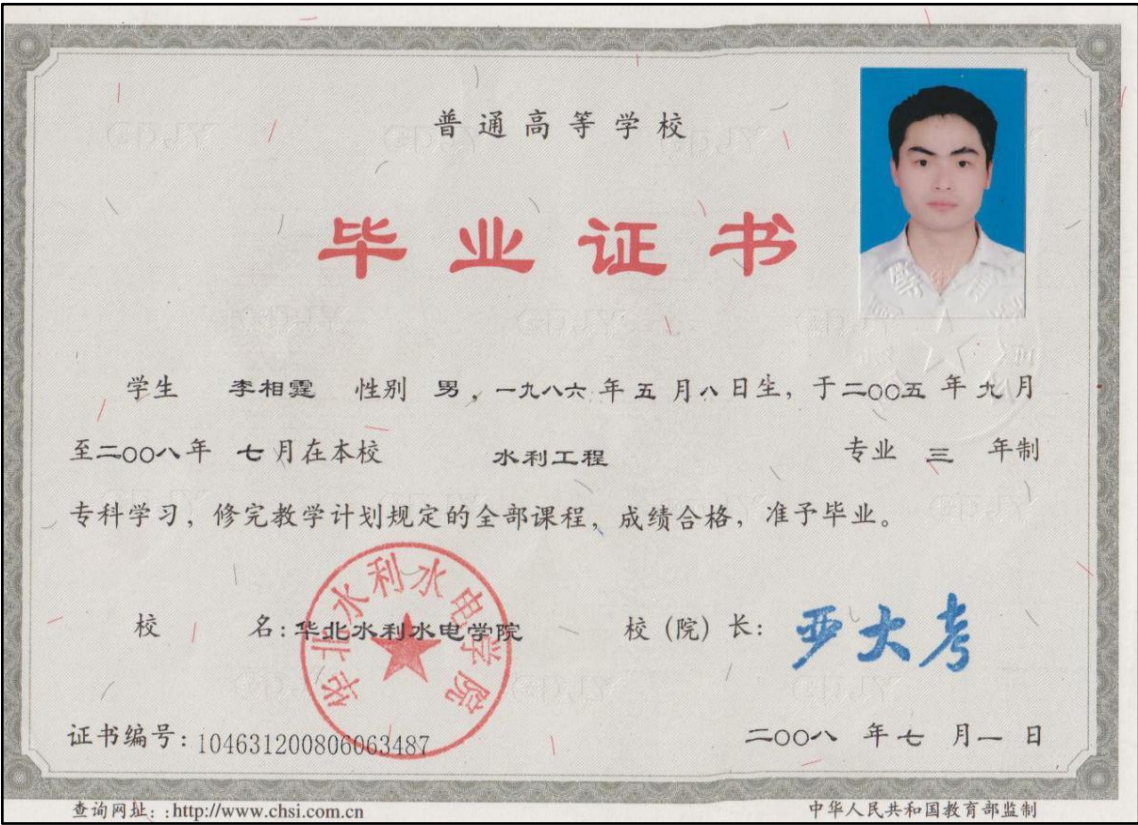 普通高等学校
毕业证书
学生 李相霆 性别 男，一九八六年五月八日生，于二〇〇五年九月
至二〇〇八年 七月在本校 水利工程 专业 三 年制
专科学习，修完教学计划规定的全部课程，成绩合格，准予毕业。
华北水利水电学院
校 名:华北水利水电学院 校（院）长:
证书编号:104631200806063487 二〇〇八 年七 月一 日
查询网址：:http://www.chsi.com.cn 中华人民共和国教育部监制